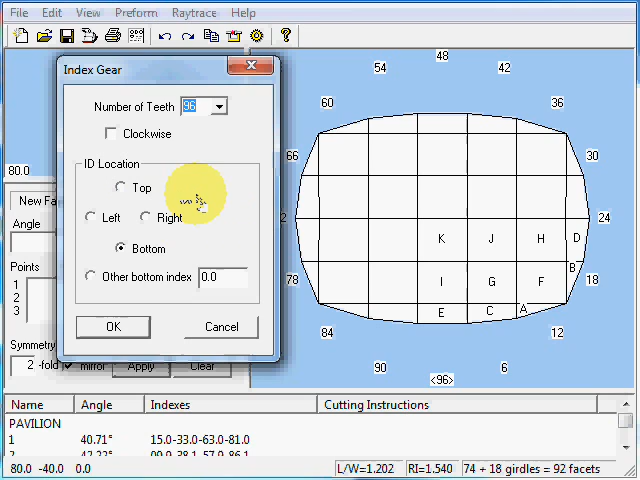 File Edit View Preform Raytrace Help
Index Gear
Number of Teeth 96
Clockwise
ID Location
Top
Left Right
Bottom
Other bottom index 0.0
OK Cancel
80.0
New Fa
Angle
Points
1
2
3
Symmetry
2 -fold mirror Apply Clear
48
54 42
60 36
66 30
2 24
78 18
84 12
90 6
<96>
K J H D
B
I G F
E C A
Name Angle Indexes Cutting Instructions
PAVILION
1 40.71° 15.0-33.0-63.0-81.0
80.0 -40.0 0.0 L/W=1.202 RI=1.540 74 + 18 girdles = 92 facets